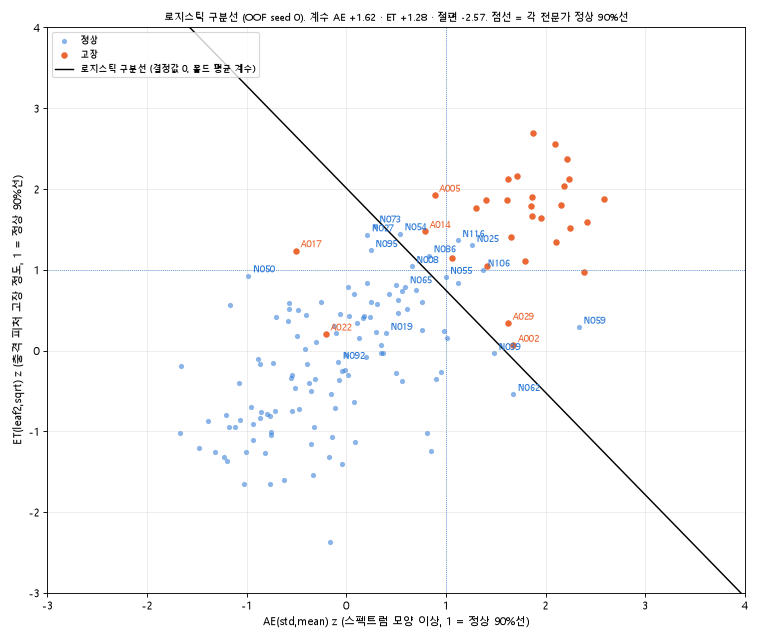 로지스틱 구분선 (OOF seed 0). 계수 AE +1.62 · ET +1.28 · 절편 -2.57. 점선 = 각 전문가 정상 90%선
정상
고장
로지스틱 구분선 (결정값 0, 폴드 평균 계수)
ET(leaf2,sqrt) z (충격 피처 고장 정도, 1 = 정상 90%선)
4
3
2
1
0
-1
-2
-3
A005
N073
N027
N054
A014
N116
N025
A017
N095
N086
N008
N106
N050
N055
N065
A029
N059
A022
N019
A002
N092
N062
-3
-2
-1
0
1
2
3
4
AE(std,mean) z (스펙트럼 모양 이상, 1 = 정상 90%선)